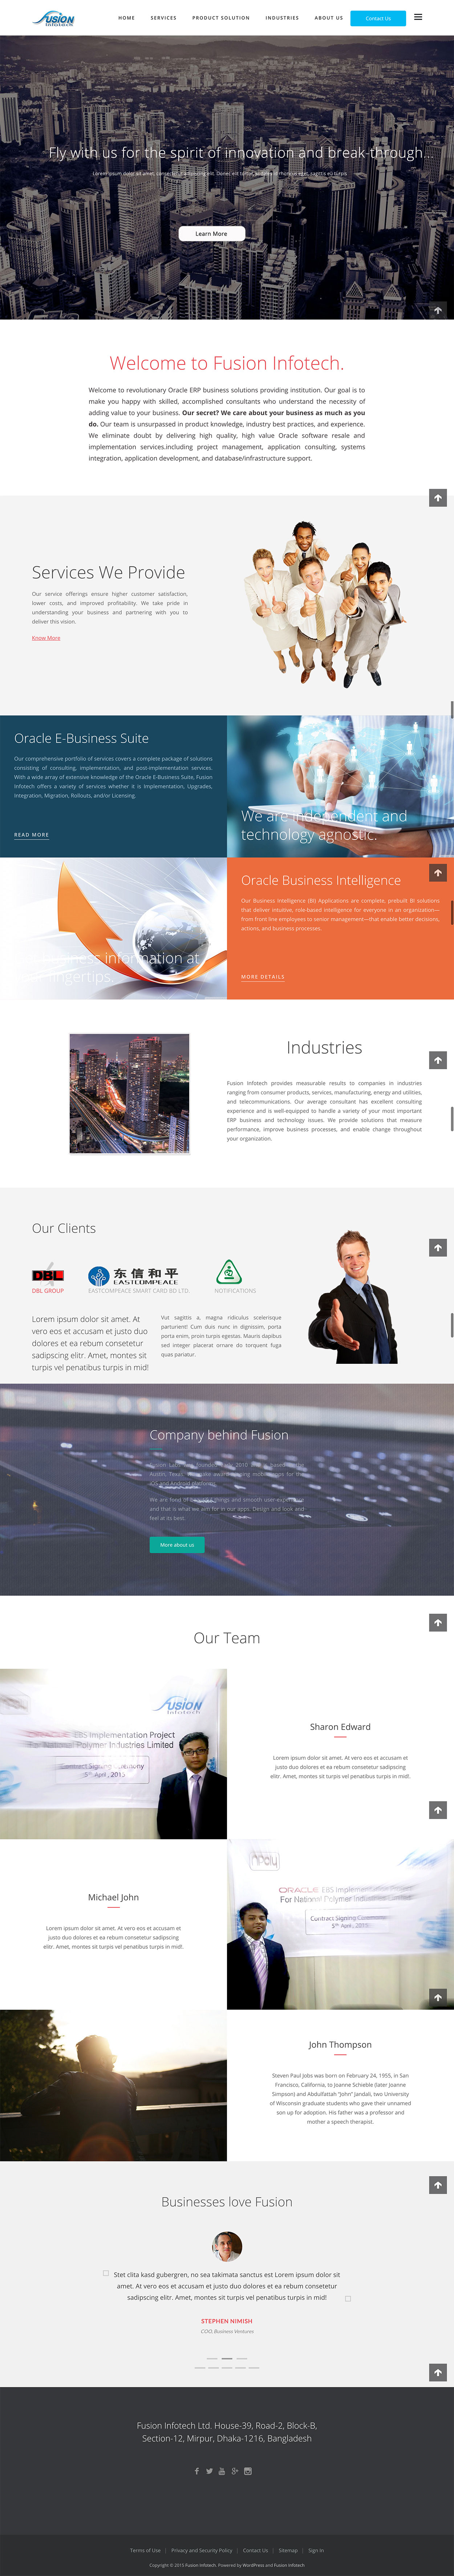 FUSION
infotech
HOME SERVICES PRODUCT SOLUTION INDUSTRIES ABOUT US Contact Us
Fly with us for the spirit of innovation and break-through...
Lorem ipsum dolor sit amet, consectetur adipiscing elit. Donec elit tortor, sodales et rhoncus eget, sagittis eu turpis
Learn More
Welcome to Fusion Infotech.
Welcome to revolutionary Oracle ERP business solutions providing institution. Our goal is to
make you happy with skilled, accomplished consultants who understand the necessity of
adding value to your business. Our secret? We care about your business as much as you
do. Our team is unsurpassed in product knowledge, industry best practices, and experience.
We eliminate doubt by delivering high quality, high value Oracle software resale and
implementation services.including project management, application consulting, systems
integration, application development, and database/infrastructure support.
Services We Provide
Our service offerings ensure higher customer satisfaction,
lower costs, and improved profitability. We take pride in
understanding your business and partnering with you to
deliver this vision.
Know More
Oracle E-Business Suite
Our comprehensive portfolio of services covers a complete package of solutions
consisting of consulting, implementation, and post-implementation services.
With a wide array of extensive knowledge of the Oracle E-Business Suite, Fusion
Infotech offers a variety of services whether it is Implementation, Upgrades,
Integration, Migration, Rollouts, and/or Licensing.
READ MORE
We are independent and
technology agnostic.
information at
fingertips.
Oracle Business Intelligence
Our Business Intelligence (BI) Applications are complete, prebuilt BI solutions
that deliver intuitive, role-based intelligence for everyone in an organization—
from front line employees to senior management—that enable better decisions,
actions, and business processes.
MORE DETAILS
Industries
Fusion Infotech provides measurable results to companies in industries
ranging from consumer products, services, manufacturing, energy and utilities,
and telecommunications. Our average consultant has excellent consulting
experience and is well-equipped to handle a variety of your most important
ERP business and technology issues. We provide solutions that measure
performance, improve business processes, and enable change throughout
your organization.
Our Clients
DBL
东信和平
EASTCOMPEACE
DBL GROUP EASTCOMPEACE SMART CARD BD LTD. NOTIFICATIONS
Lorem ipsum dolor sit amet. At
vero eos et accusam et justo duo
dolores et ea rebum consetetur
sadipscing elitr. Amet, montes sit
turpis vel penatibus turpis in mid!
Vut sagittis a, magna ridiculus scelerisque
parturient! Cum duis nunc in dignissim, porta
porta enim, proin turpis egestas. Mauris dapibus
sed integer placerat ornare do torquent fuga
quas pariatur.
Company behind Fusion
We are fond of beautiful things and smooth user-experience
and that is what we aim for in our apps. Design and look and
feel at its best.
More about us
Our Team
FUSION
infotech
ORACLE EBS Implementation Project
For National Polymer Industries Limited
Contract Signing Ceremony
5th April, 2015
Sharon Edward
Lorem ipsum dolor sit amet. At vero eos et accusam et
justo duo dolores et ea rebum consetetur sadipscing
elitr. Amet, montes sit turpis vel penatibus turpis in mid!.
Michael John
Lorem ipsum dolor sit amet. At vero eos et accusam et
justo duo dolores et ea rebum consetetur sadipscing
elitr. Amet, montes sit turpis vel penatibus turpis in mid!.
npoly
ORACLE EBS Implementation Project
For National Polymer Industries
Contract Signing Ceremony
5th April, 2015
John Thompson
Steven Paul Jobs was born on February 24, 1955, in San
Francisco, California, to Joanne Schieble (later Joanne
Simpson) and Abdulfattah "John" Jandali, two University
of Wisconsin graduate students who gave their unnamed
son up for adoption. His father was a professor and
mother a speech therapist.
Businesses love Fusion
Stet clita kasd gubergren, no sea takimata sanctus est Lorem ipsum dolor sit
amet. At vero eos et accusam et justo duo dolores et ea rebum consetetur
sadipscing elitr. Amet, montes sit turpis vel penatibus turpis in mid!
STEPHEN NIMISH
COO, Business Ventures
Fusion Infotech Ltd. House-39, Road-2, Block-B,
Section-12, Mirpur, Dhaka-1216, Bangladesh
Terms of Use | Privacy and Security Policy | Contact Us | Sitemap | Sign In
Copyright © 2015 Fusion Infotech. Powered by WordPress and Fusion Infotech